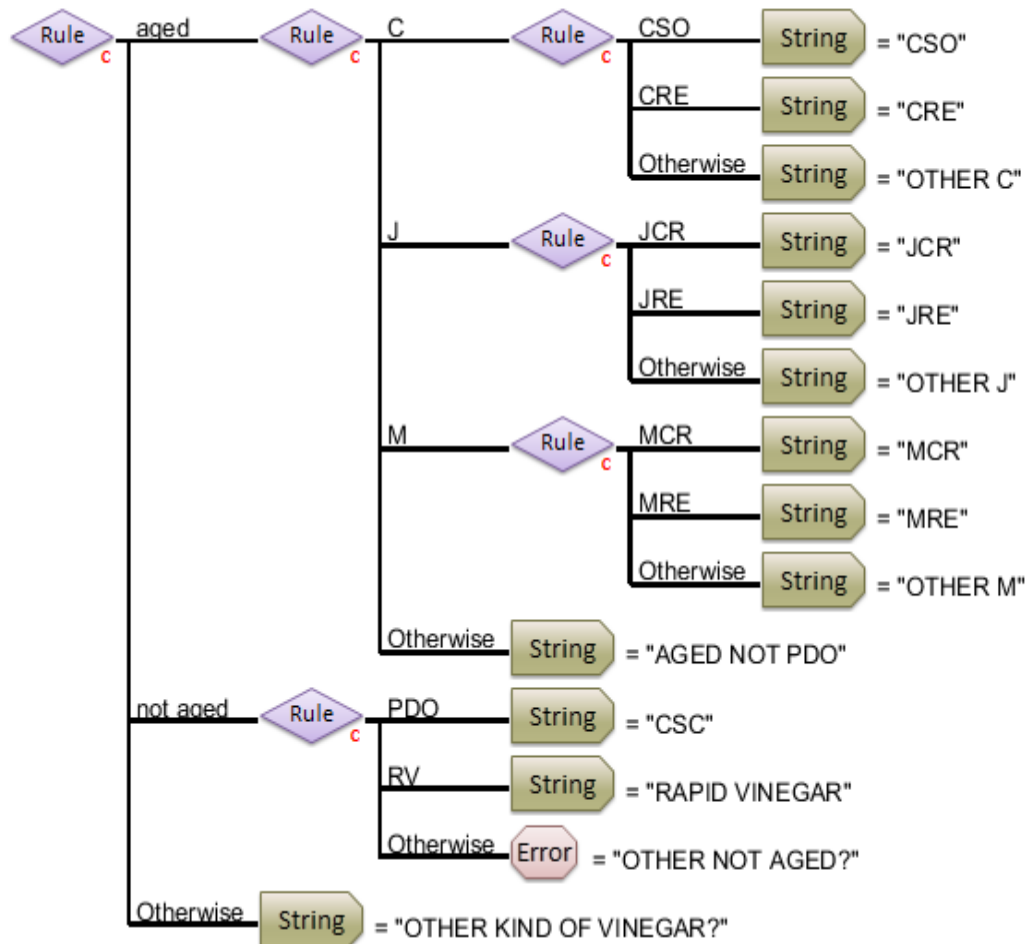 Rule c aged Rule c C Rule c CSO String = "CSO"
CRE String = "CRE"
Otherwise String = "OTHER C"
J Rule c JCR String = "JCR"
JRE String = "JRE"
Otherwise String = "OTHER J"
M Rule c MCR String = "MCR"
MRE String = "MRE"
Otherwise String = "OTHER M"
Otherwise String = "AGED NOT PDO"
not aged Rule c PDO String = "CSC"
RV String = "RAPID VINEGAR"
Otherwise Error = "OTHER NOT AGED?"
Otherwise String = "OTHER KIND OF VINEGAR?"